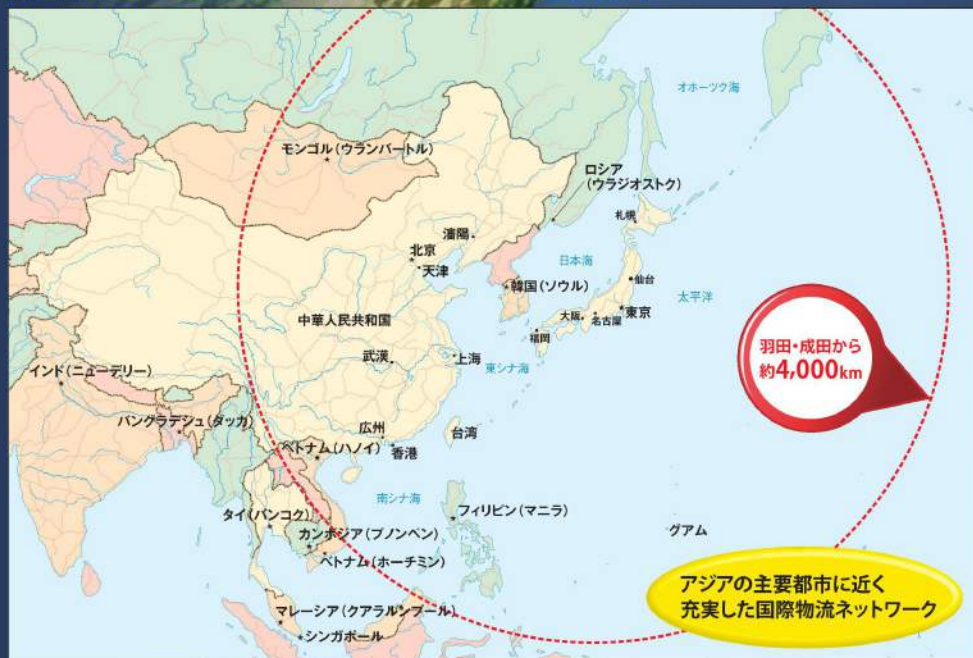 オホーツク海
モンゴル(ウランバートル)
ロシア
(ウラジオストク)
札幌
瀋陽
北京
天津
日本海
仙台
韓国(ソウル)
太平洋
中華人民共和国
大阪
名古屋
東京
福岡
羽田・成田から
約4,000km
武漢
上海
東シナ海
インド(ニューデリー)
バングラデシュ(ダッカ)
広州
香港
台湾
ベトナム(ハノイ)
南シナ海
タイ(バンコク)
フィリピン(マニラ)
カンボジア(プノンペン)
グアム
ベトナム(ホーチミン)
アジアの主要都市に近く
充実した国際物流ネットワーク
マレーシア(クアラルンプール)
シンガポール